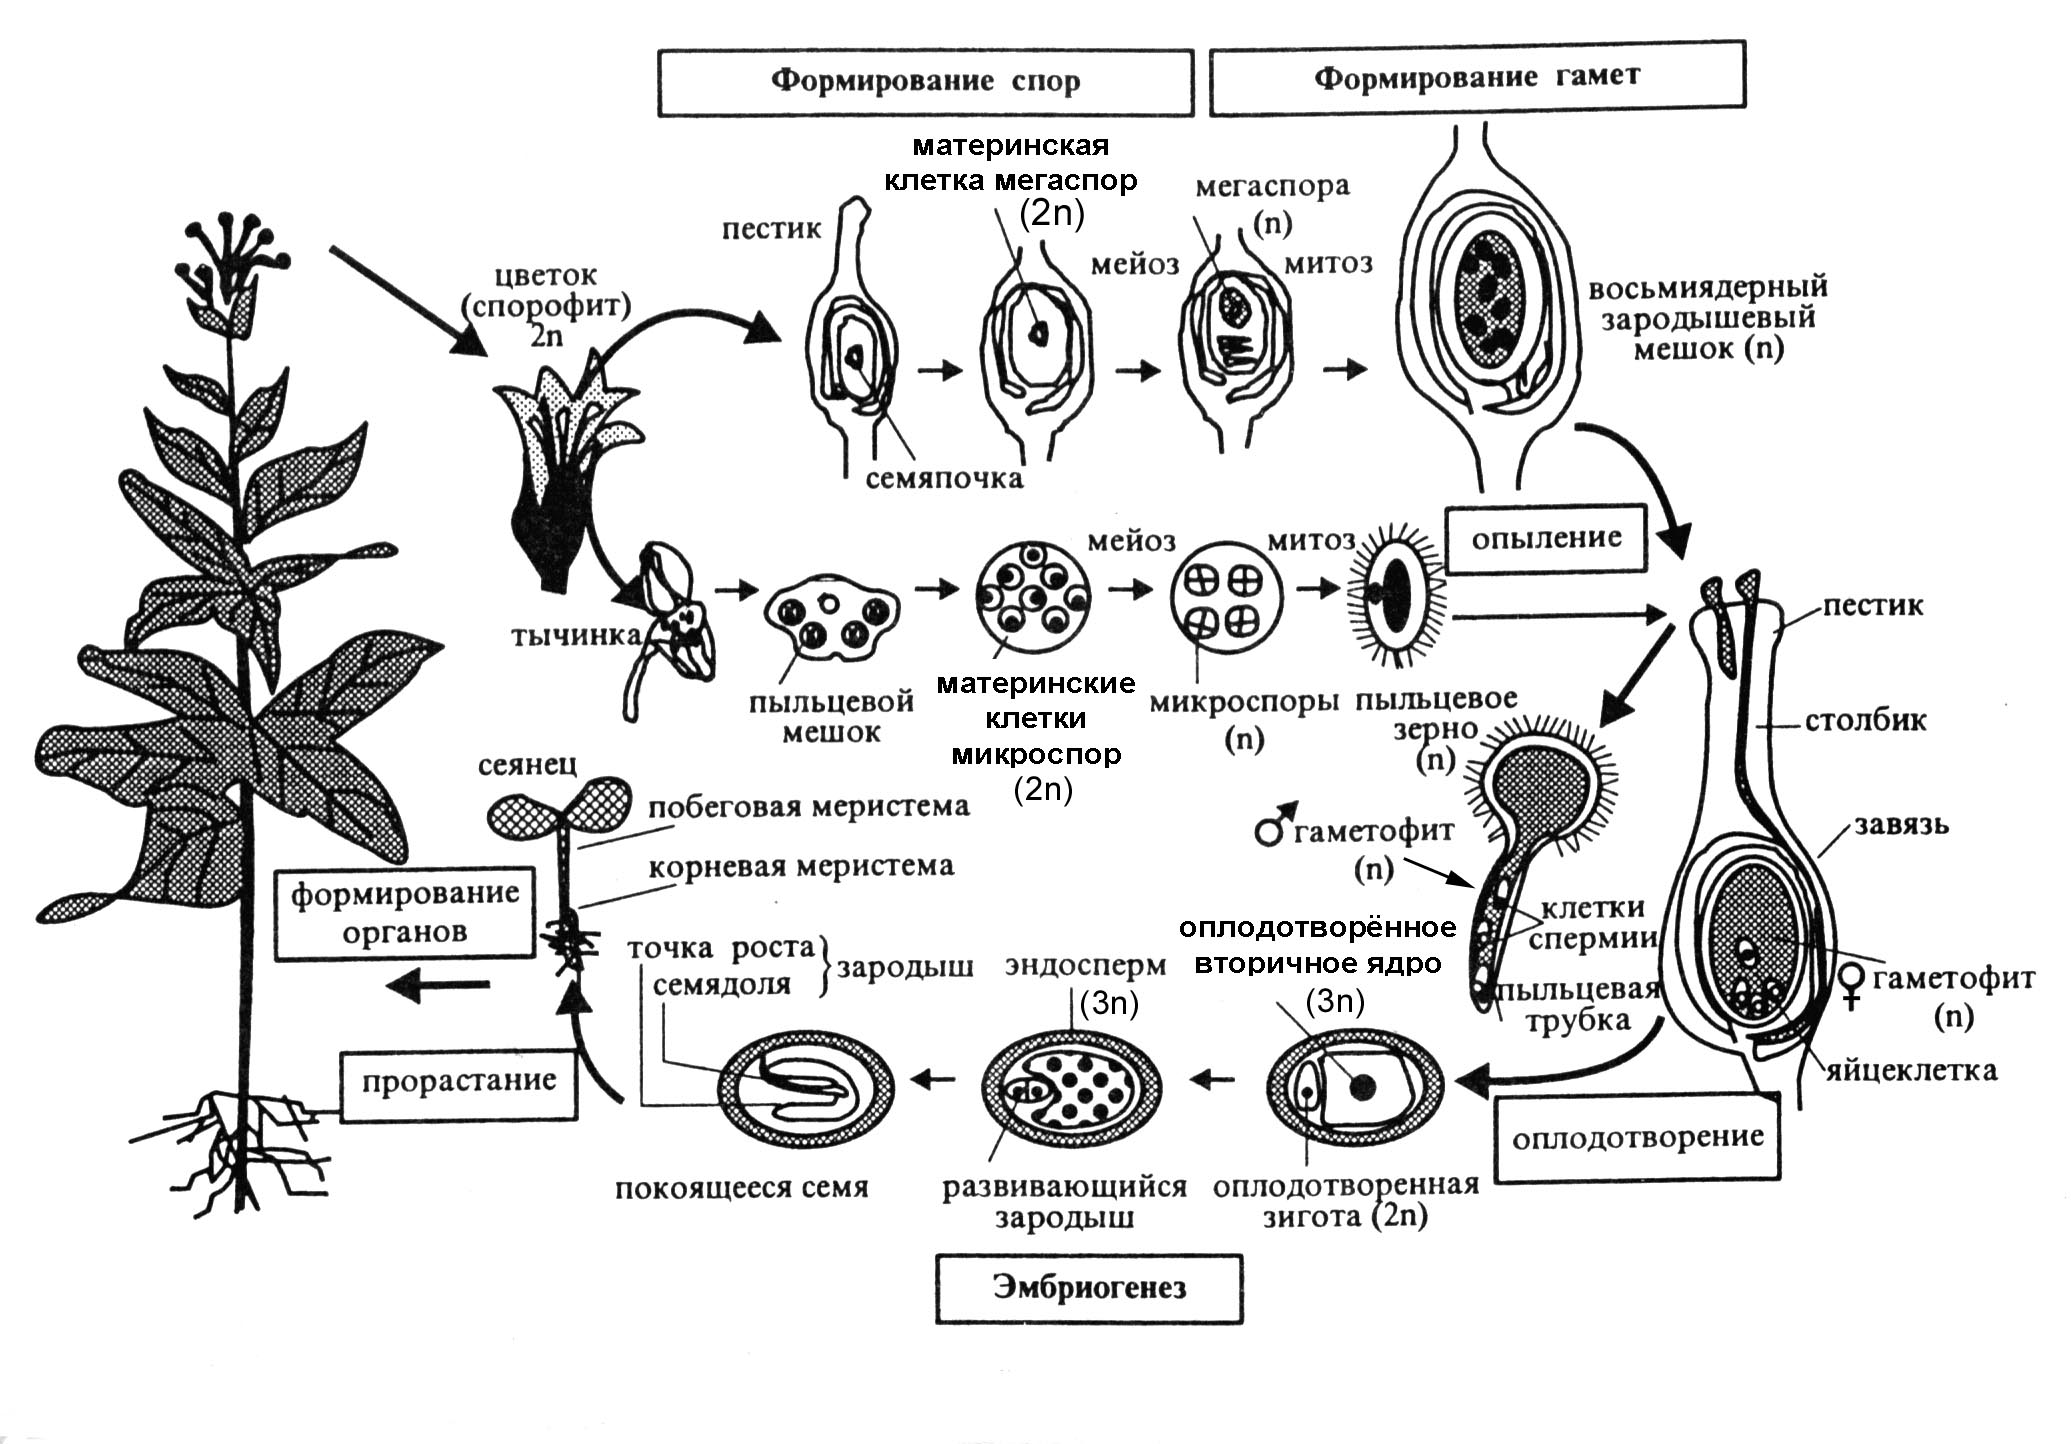 Формирование спор
Формирование гамет
материнская
клетка мегаспор
(2n)
мегаспора
(n)
пестик
мейоз
митоз
цветок
(спорофит)
2n
восьмиядерный
зародышевый
мешок (n)
семяпочка
опыление
мейоз
митоз
тычинка
пестик
пыльцевой
мешок
материнские
клетки
микроспор
(2n)
микроспоры
(n)
пыльцевое
зерно
(n)
столбик
сеянец
побеговая меристема
корневая меристема
♂ гаметофит
(n)
завязь
формирование
органов
точка роста
семядоля
зародыш
эндосперм
(3n)
оплодотворённое
вторичное ядро
(3n)
клетки
спермии
пыльцевая
трубка
♀ гаметофит
(n)
яйцеклетка
прорастание
оплодотворение
покоящееся семя
развивающийся
зародыш
оплодотворенная
зигота (2n)
Эмбриогенез